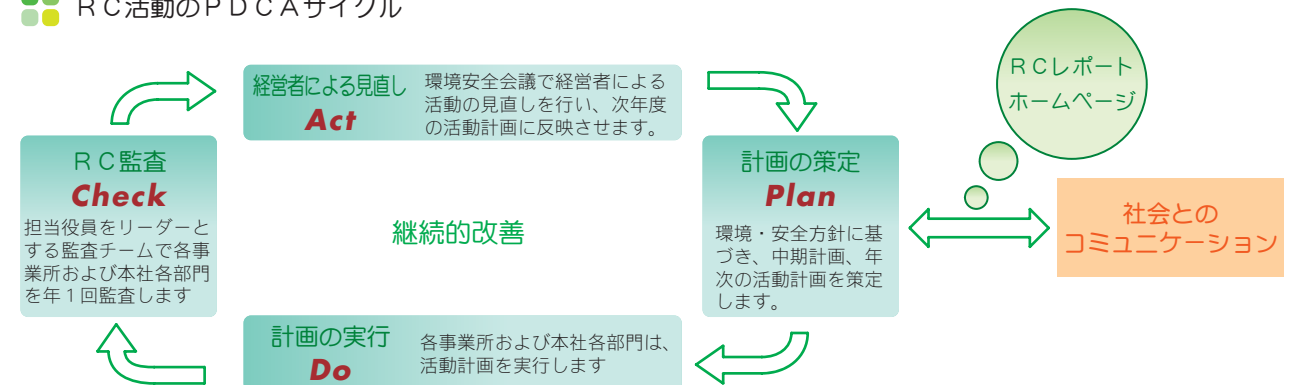 RC活動のPDCAサイクル
経営者による見直し
Act
環境安全会議で経営者による
活動の見直しを行い、次年度
の活動計画に反映させます。
RCレポート
ホームページ
RC監査
Check
担当役員をリーダーと
する監査チームで各事
業所および本社各部門
を年1回監査します
継続的改善
計画の策定
Plan
環境・安全方針に基
づき、中期計画、年
次の活動計画を策定
します。
社会との
コミュニケーション
計画の実行
Do
各事業所および本社各部門は、
活動計画を実行します